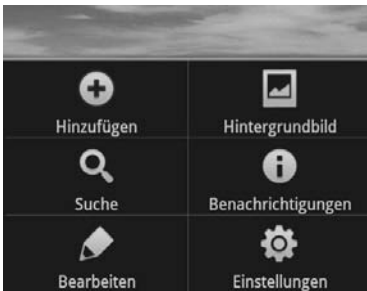 Hinzufügen
Hintergrundbild
Suche
Benachrichtigungen
Bearbeiten
Einstellungen